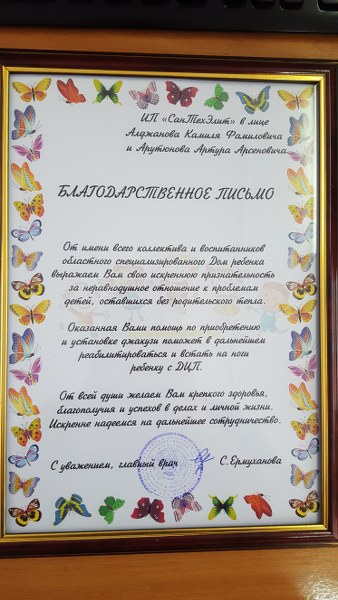 ИП «СанТехЭлит» в лице
Алджанова Камиля Фамиловича
и Арутюнова Артура Арсеновича
БЛАГОДАРСТВЕННОЕ ПИСЬМО
От имени всего коллектива и воспитанников
областного специализированного Дом ребенка
выражаем Вам свою искреннюю признательность
за неравнодушное отношение к проблемам
детей, оставшихся без родительского тепла.
Оказанная Вами помощь по приобретению
и установке джакузи поможет в дальнейшем
реабилитироваться и встать на ноги
ребенку с ДЦП.
От всей души желаем Вам крепкого здоровья,
благополучия и успехов в делах и личной жизни.
Искренне надеемся на дальнейшее сотрудничество.
С уважением, главный врач С.Ермуханова